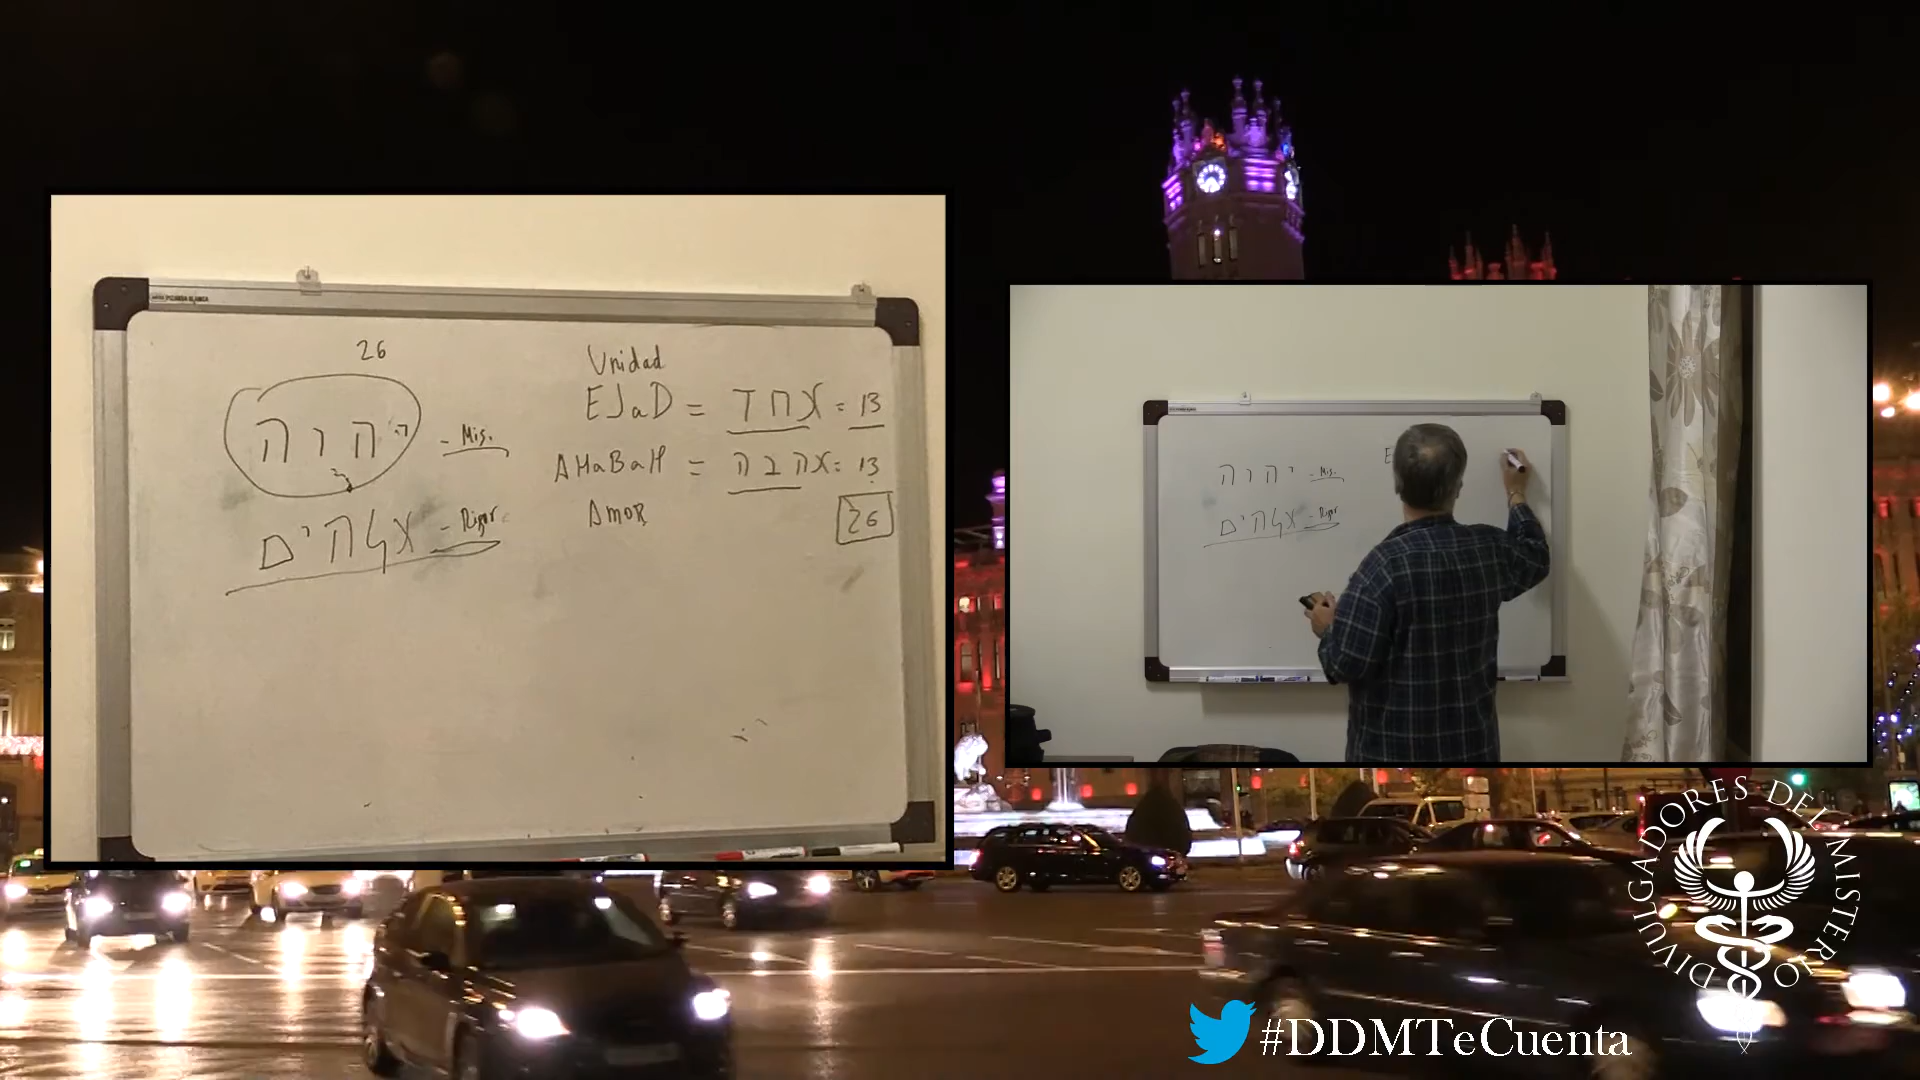 26
יהוה - Mis.
אלהים - Rigor
Unidad
EJaD = אחד = 13
AHaBaH = אהבה = 13
Amor
26
יהוה - Mis.
אלהים - Rigor
E
DIVULGADORES DEL MISTERIO
#DDMTeCuenta